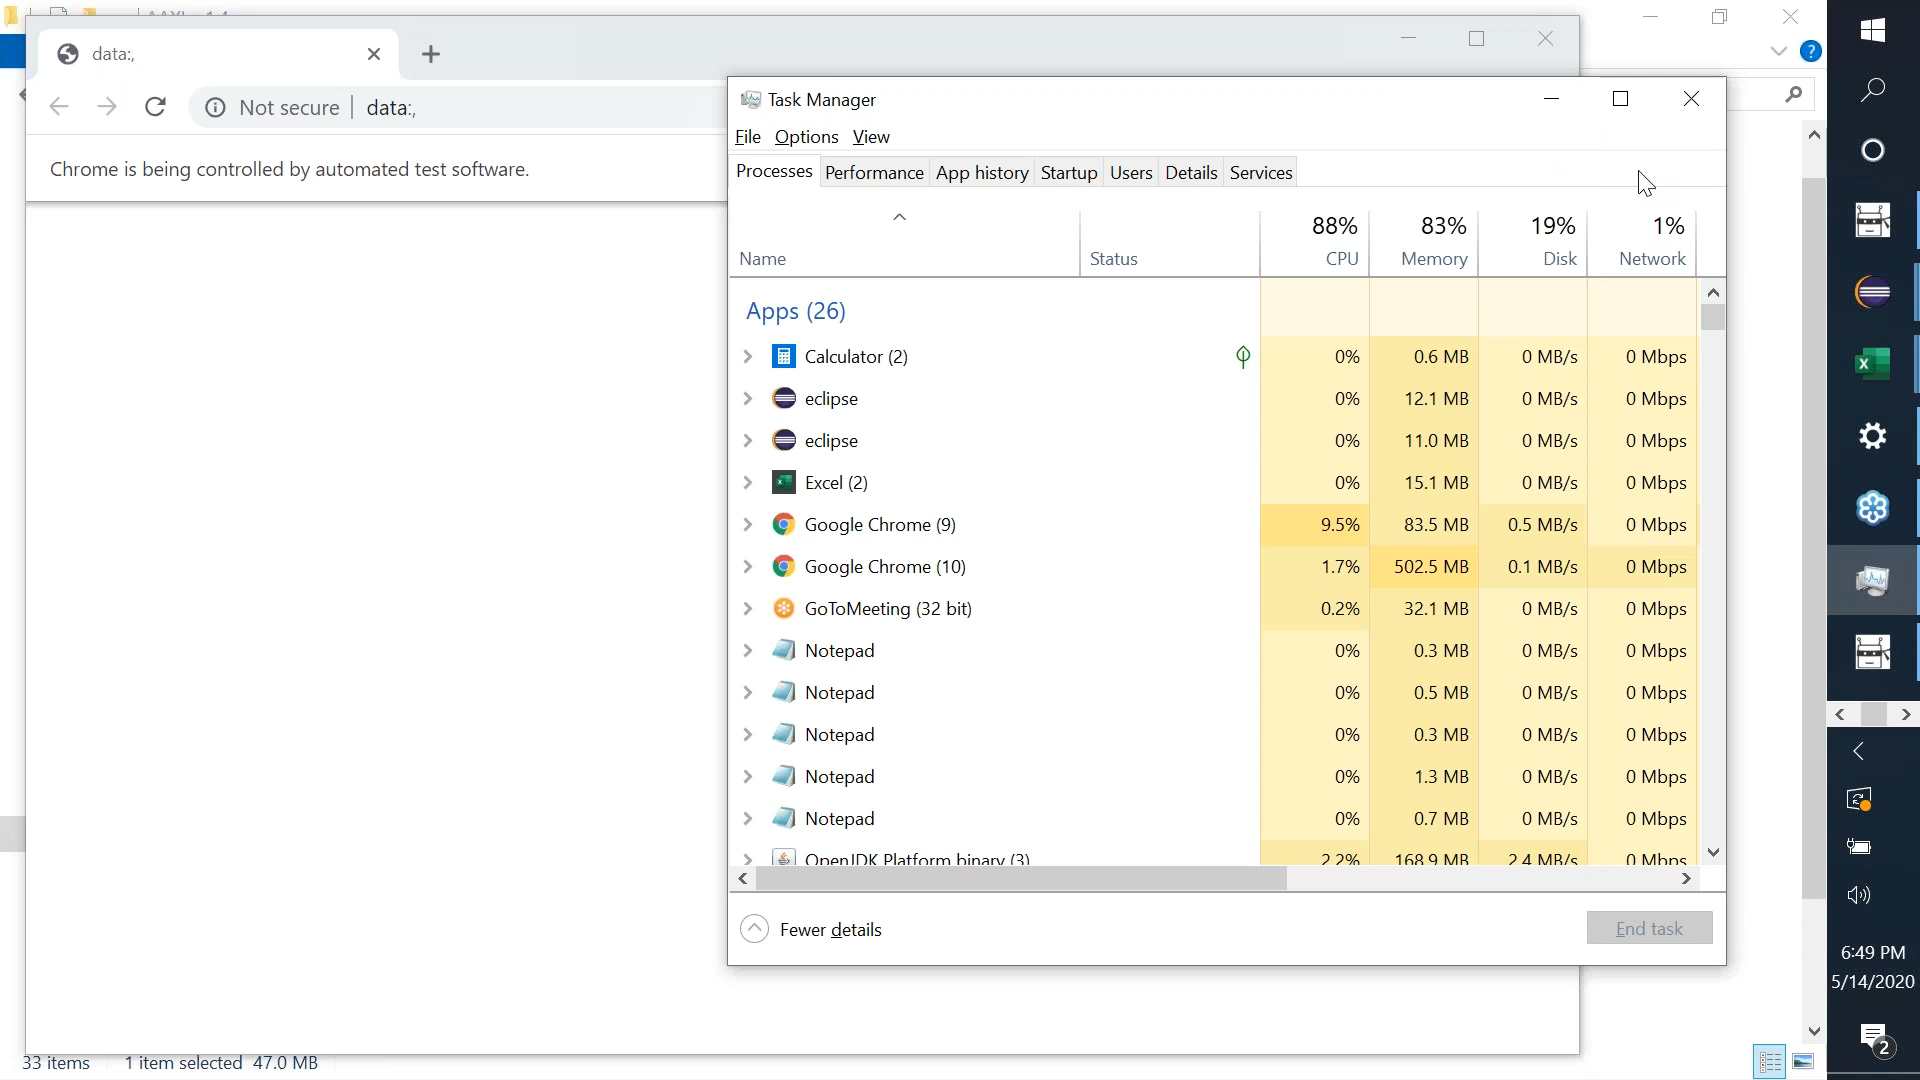 data:,
Not secure data:,
Chrome is being controlled by automated test software.
Task Manager
File Options View
Processes Performance App history Startup Users Details Services
88% 83% 19% 1%
Name Status CPU Memory Disk Network
Apps (26)
Calculator (2) 0% 0.6 MB 0 MB/s 0 Mbps
eclipse 0% 12.1 MB 0 MB/s 0 Mbps
eclipse 0% 11.0 MB 0 MB/s 0 Mbps
Excel (2) 0% 15.1 MB 0 MB/s 0 Mbps
Google Chrome (9) 9.5% 83.5 MB 0.5 MB/s 0 Mbps
Google Chrome (10) 1.7% 502.5 MB 0.1 MB/s 0 Mbps
GoToMeeting (32 bit) 0.2% 32.1 MB 0 MB/s 0 Mbps
Notepad 0% 0.3 MB 0 MB/s 0 Mbps
Notepad 0% 0.5 MB 0 MB/s 0 Mbps
Notepad 0% 0.3 MB 0 MB/s 0 Mbps
Notepad 0% 1.3 MB 0 MB/s 0 Mbps
Notepad 0% 0.7 MB 0 MB/s 0 Mbps
OpenJDK Platform binary (3) 2.2% 168.9 MB 2.4 MB/s 0 Mbps
Fewer details End task
6:49 PM
5/14/2020
2
33 items 1 item selected 47.0 MB